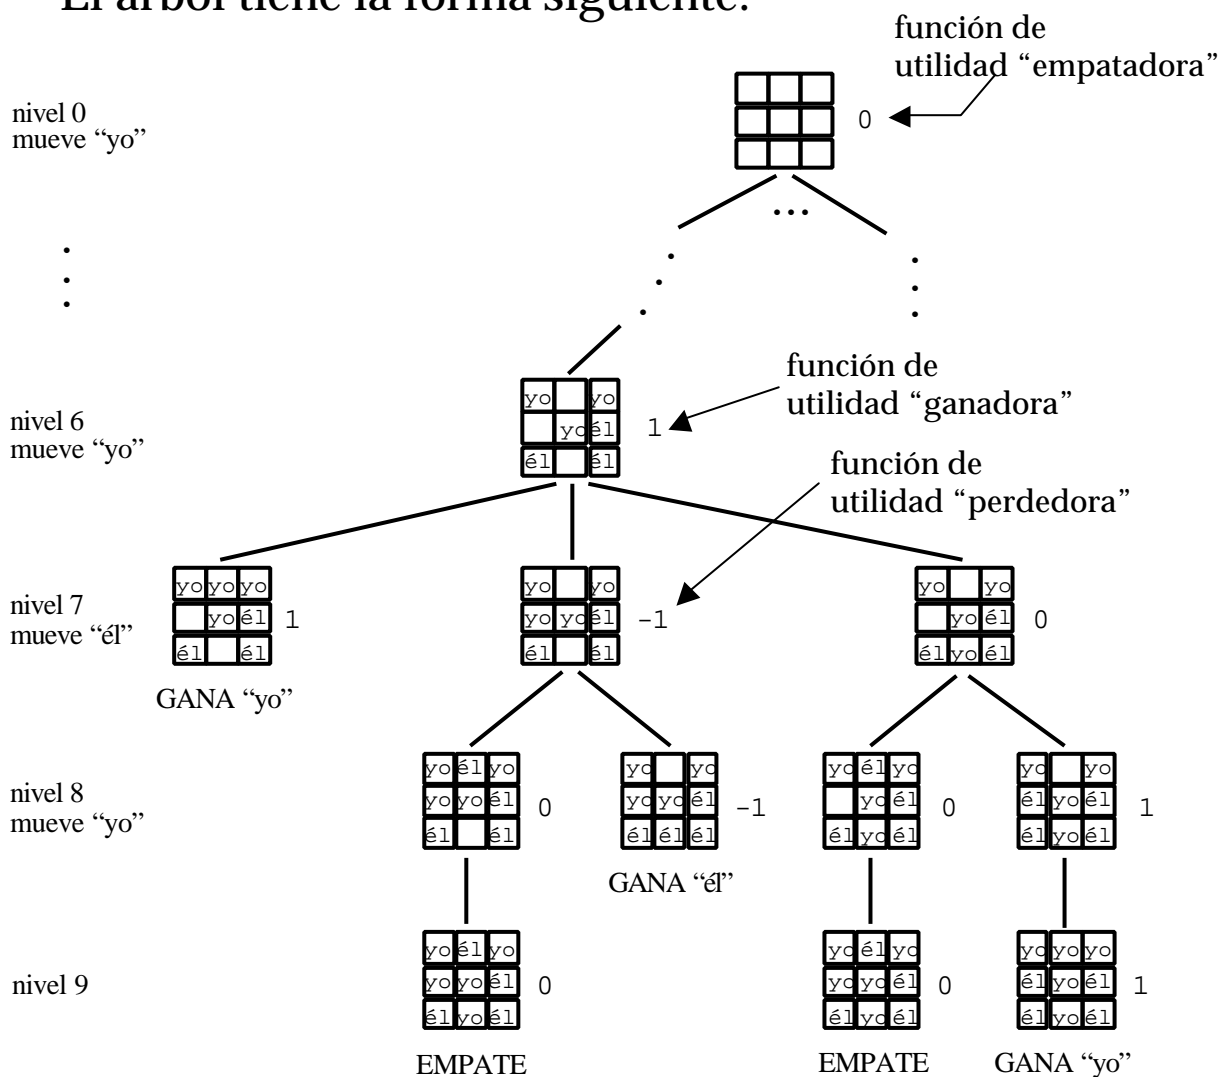 El árbol tiene la forma siguiente:
función de
utilidad “empatadora”
nivel 0
mueve “yo”
0
...
función de
utilidad “ganadora”
nivel 6
mueve “yo”
yo yo
yo él
él él
1
función de
utilidad “perdedora”
nivel 7
mueve “él”
yo yo yo
yo él
él él
1
GANA “yo”
yo yo
yo yo él
él él
-1
yo yo
yo él
él yo él
0
nivel 8
mueve “yo”
yo él yo
yo yo él
él él
0
yo yo
yo yo él
él él él
-1
GANA “él”
yo él yo
yo él
él yo él
0
yo yo
él yo él
él yo él
1
nivel 9
yo él yo
yo yo él
él yo él
0
EMPATE
yo él yo
yo yo él
él yo él
0
EMPATE
yo yo yo
él yo él
él yo él
1
GANA “yo”